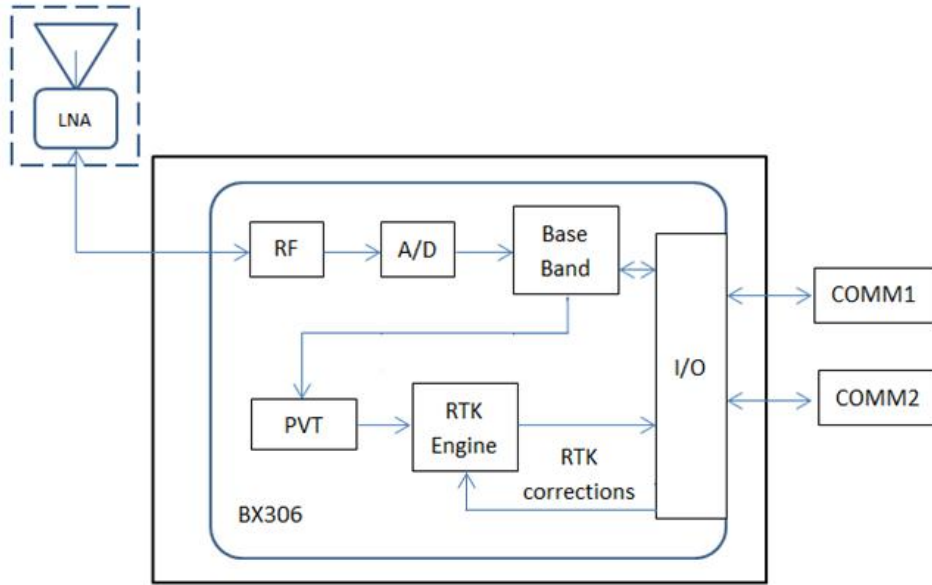 LNA
RF
A/D
Base
Band
COMM1
I/O
COMM2
PVT
RTK
Engine
RTK
corrections
BX306